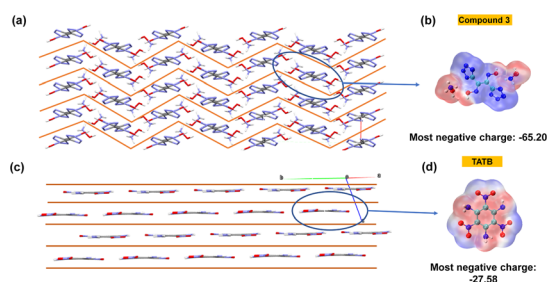 (a)
(b)
Compound 3
Most negative charge: -65.20
(c)
(d)
TATB
Most negative charge:
-27.58